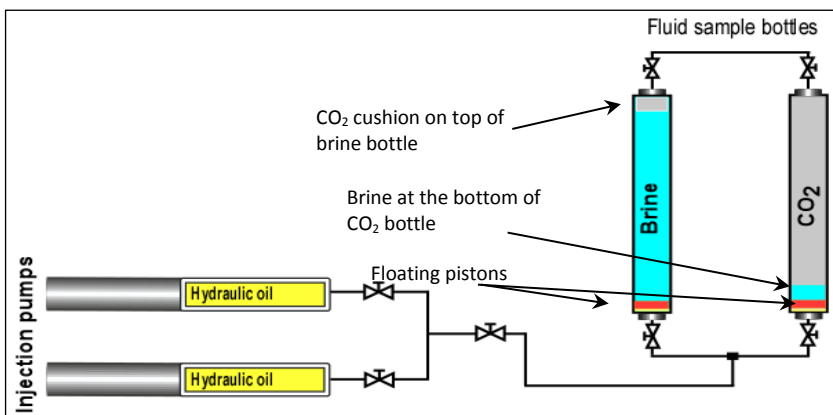 Fluid sample bottles
CO₂ cushion on top of
brine bottle
Brine
CO₂
Brine at the bottom of
CO₂ bottle
Floating pistons
Injection pumps
Hydraulic oil
Hydraulic oil